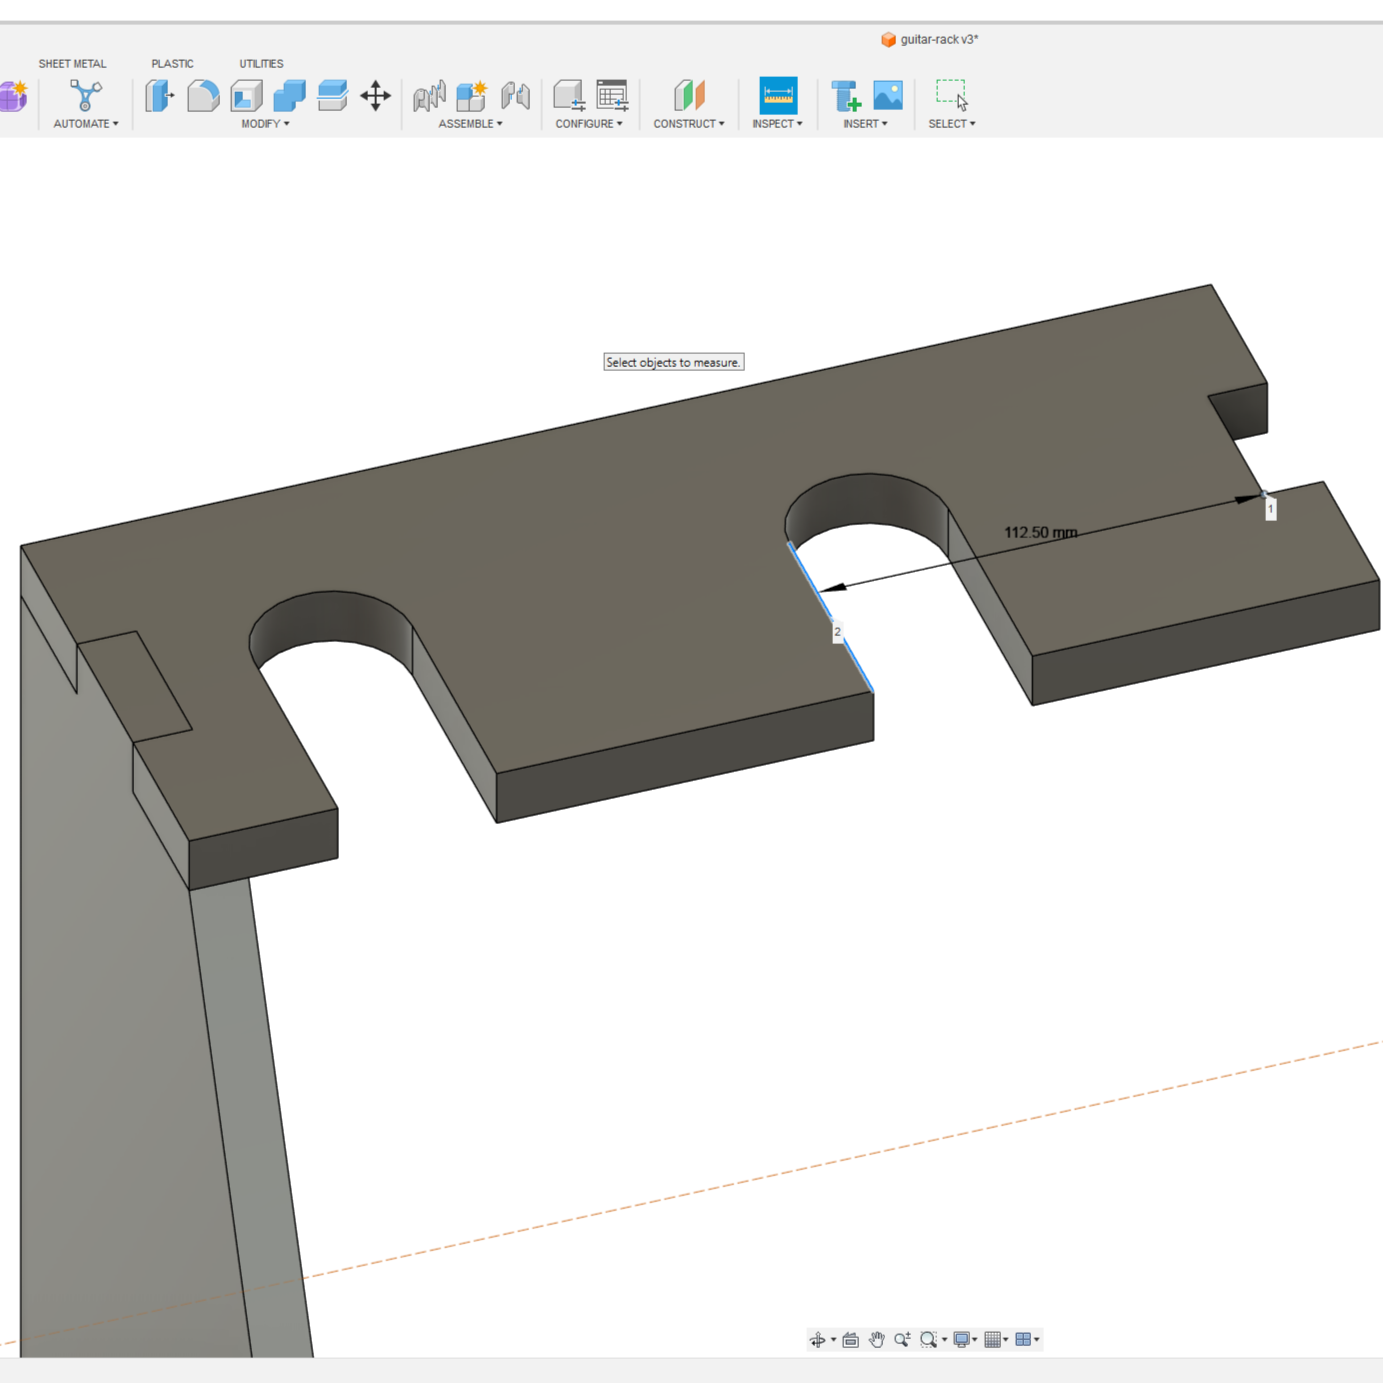 guitar-rack v3*
SHEET METAL PLASTIC UTILITIES
AUTOMATE MODIFY ASSEMBLE CONFIGURE CONSTRUCT INSPECT INSERT SELECT
Select objects to measure.
1
112.50 mm
2